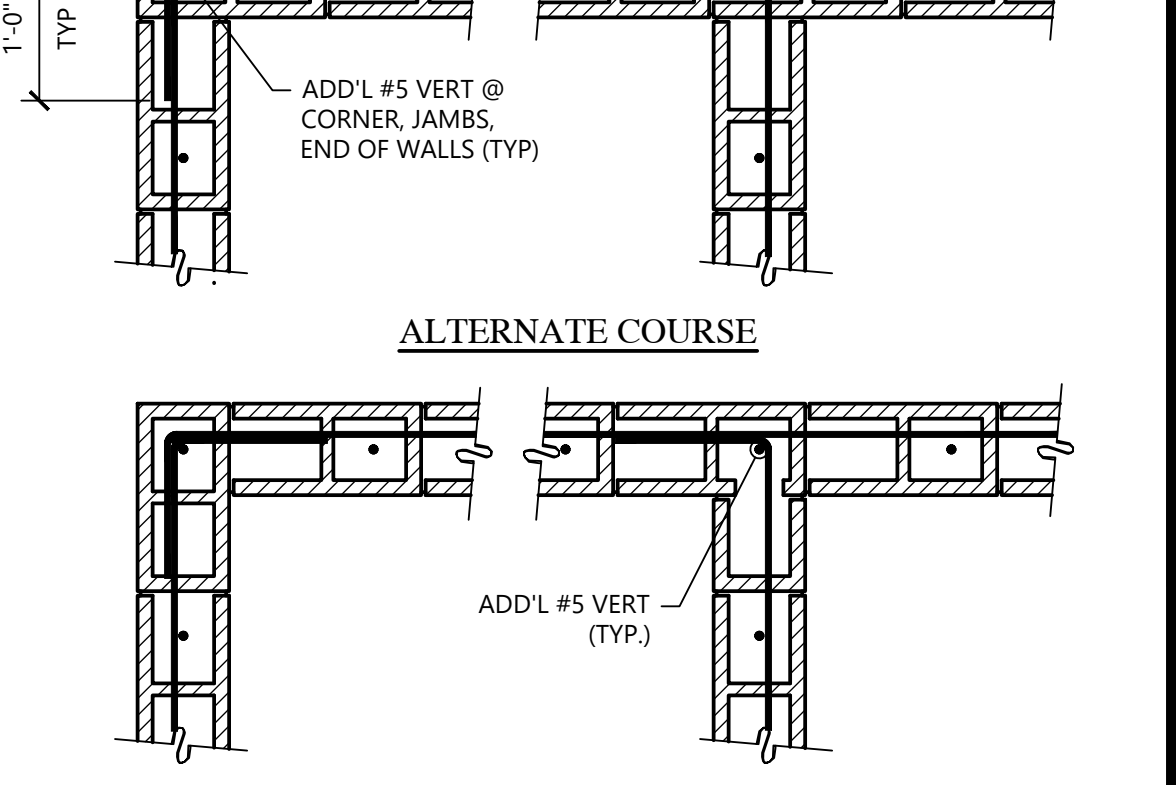 1'-0"
TYP
ADD'L #5 VERT @
CORNER, JAMBS,
END OF WALLS (TYP)
ALTERNATE COURSE
ADD'L #5 VERT
(TYP.)